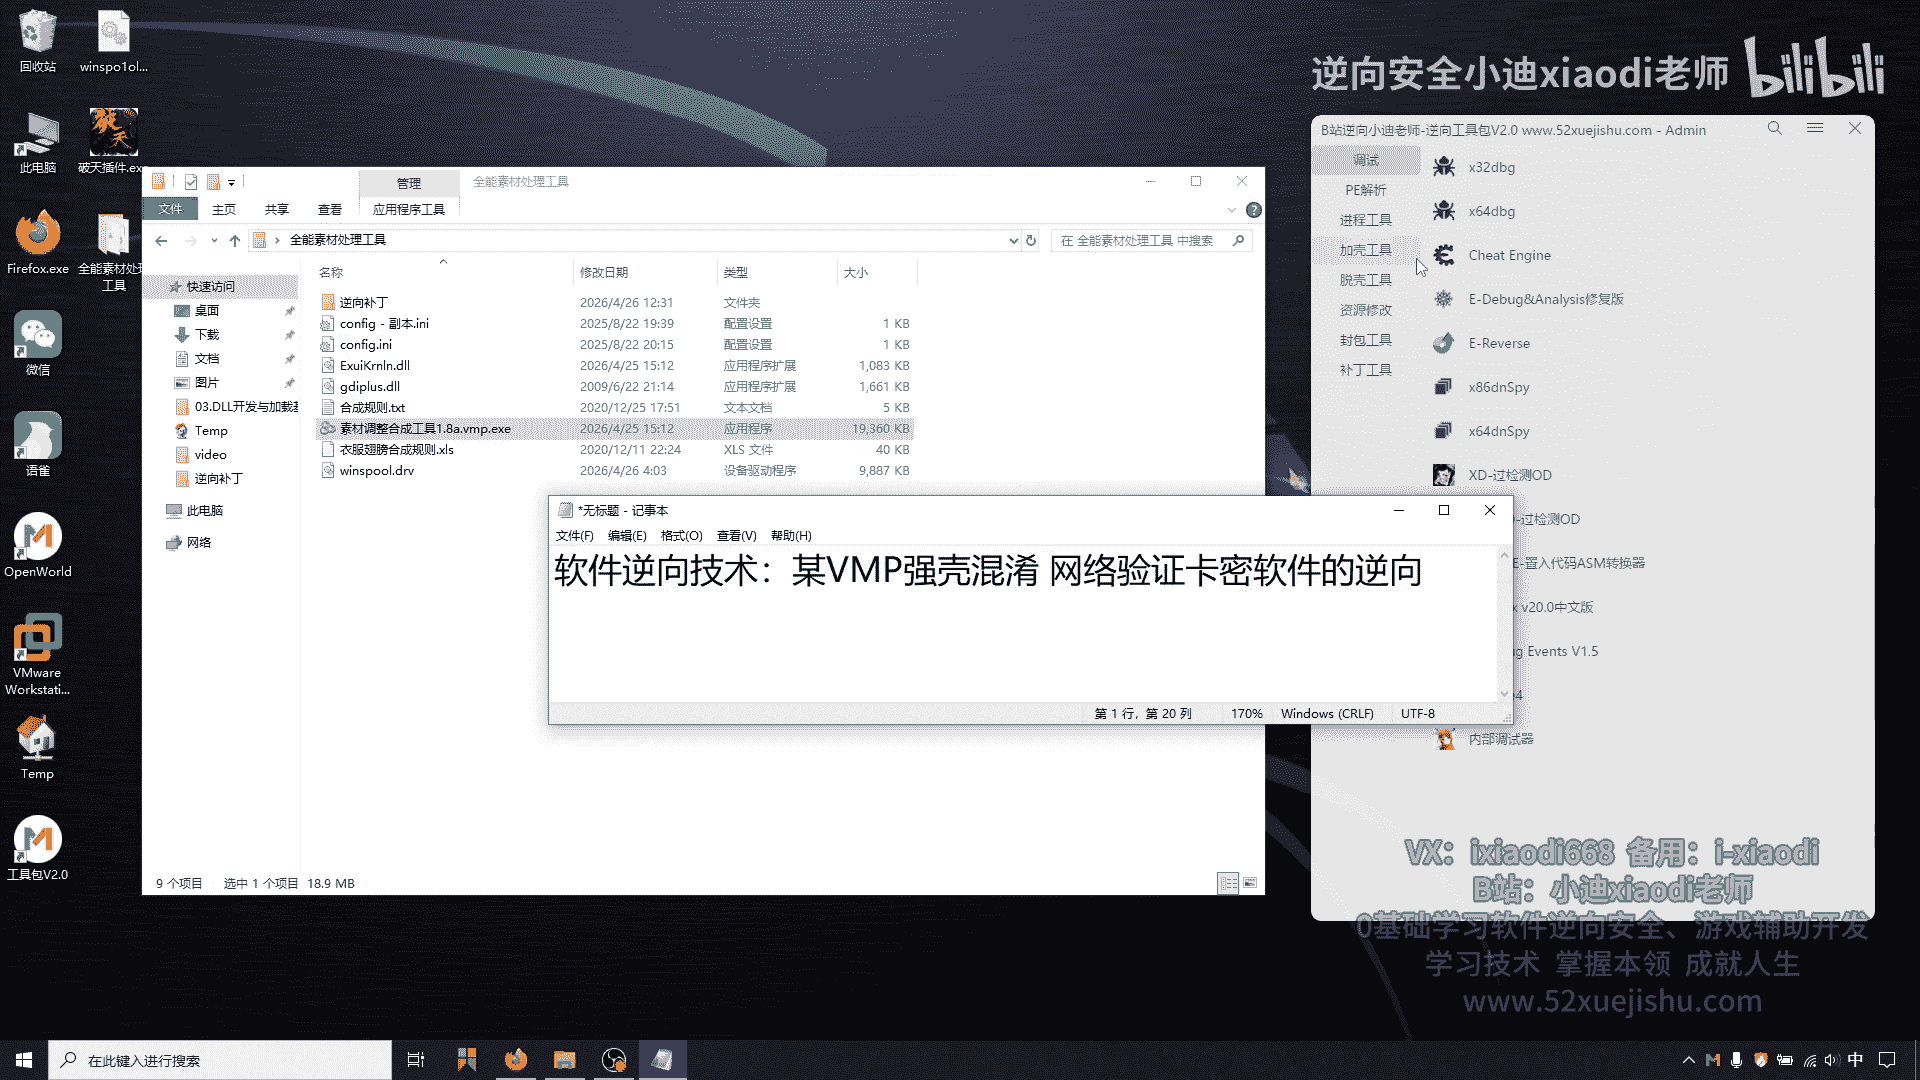 回收站
winspo1ol...
此电脑
破天插件.exe
Firefox.exe
全能素材处理
工具
微信
语雀
OpenWorld
VMware
Workstati...
Temp
工具包V2.0
管理
全能素材处理工具
文件
主页
共享
查看
应用程序工具
全能素材处理工具
在 全能素材处理工具 中搜索
快速访问
桌面
下载
文档
图片
03.DLL开发与加载
Temp
video
逆向补丁
此电脑
网络
名称 修改日期 类型 大小
逆向补丁 2026/4/26 12:31 文件夹
config - 副本.ini 2025/8/22 19:39 配置设置 1 KB
config.ini 2025/8/22 20:15 配置设置 1 KB
ExuiKrnln.dll 2026/4/25 15:12 应用程序扩展 1,083 KB
gdiplus.dll 2009/6/22 21:14 应用程序扩展 1,661 KB
合成规则.txt 2020/12/25 17:51 文本文档 5 KB
素材调整合成工具1.8a.vmp.exe 2026/4/25 15:12 应用程序 19,360 KB
衣服翅膀合成规则.xls 2020/12/11 22:24 XLS 文件 40 KB
winspool.drv 2026/4/26 4:03 设备驱动程序 9,887 KB
9 个项目 选中 1 个项目 18.9 MB
*无标题 - 记事本
文件(F) 编辑(E) 格式(O) 查看(V) 帮助(H)
软件逆向技术：某VMP强壳混淆 网络验证卡密软件的逆向
第 1 行，第 20 列 170% Windows (CRLF) UTF-8
逆向安全小迪xiaodi老师 bilibili
B站逆向小迪老师-逆向工具包V2.0 www.52xuejishu.com - Admin
调试
PE解析
进程工具
加壳工具
脱壳工具
资源修改
封包工具
补丁工具
x32dbg
x64dbg
Cheat Engine
E-Debug&Analysis修复版
E-Reverse
x86dnSpy
x64dnSpy
XD-过检测OD
-过检测OD
E-置入代码ASM转换器
x v20.0中文版
ug Events V1.5
内部调试器
VX：ixiaodi668 备用：i-xiaodi
B站：小迪xiaodi老师
0基础学习软件逆向安全、游戏辅助开发
学习技术 掌握本领 成就人生
www.52xuejishu.com
在此键入进行搜索
中